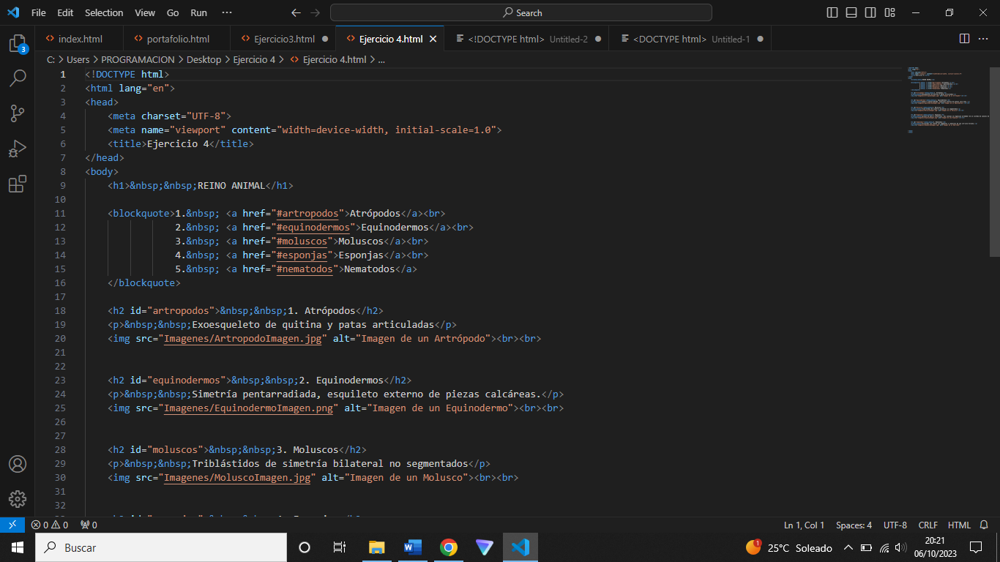 File Edit Selection View Go Run ··· Search
index.html portafolio.html Ejercicio3.html Ejercicio 4.html <!DOCTYPE html> Untitled-2 <DOCTYPE html> Untitled-1
C: > Users > PROGRAMACION > Desktop > Ejercicio 4 > Ejercicio 4.html > ...
1 <!DOCTYPE html>
2 <html lang="en">
3 <head>
4 <meta charset="UTF-8">
5 <meta name="viewport" content="width=device-width, initial-scale=1.0">
6 <title>Ejercicio 4</title>
7 </head>
8 <body>
9 <h1>&nbsp;&nbsp;REINO ANIMAL</h1>
10
11 <blockquote>1.&nbsp; <a href="#artropodos">Atrópodos</a><br>
12 2.&nbsp; <a href="#equinodermos">Equinodermos</a><br>
13 3.&nbsp; <a href="#moluscos">Moluscos</a><br>
14 4.&nbsp; <a href="#esponjas">Esponjas</a><br>
15 5.&nbsp; <a href="#nematodos">Nematodos</a>
16 </blockquote>
17
18 <h2 id="artropodos">&nbsp;&nbsp;1. Atrópodos</h2>
19 <p>&nbsp;&nbsp;Exoesqueleto de quitina y patas articuladas</p>
20 <img src="Imagenes/ArtropodoImagen.jpg" alt="Imagen de un Artrópodo"><br><br>
21
22
23 <h2 id="equinodermos">&nbsp;&nbsp;2. Equinodermos</h2>
24 <p>&nbsp;&nbsp;Simetría pentarradiada, esquileto externo de piezas calcáreas.</p>
25 <img src="Imagenes/EquinodermoImagen.png" alt="Imagen de un Equinodermo"><br><br>
26
27
28 <h2 id="moluscos">&nbsp;&nbsp;3. Moluscos</h2>
29 <p>&nbsp;&nbsp;Triblástidos de simetría bilateral no segmentados</p>
30 <img src="Imagenes/MoluscoImagen.jpg" alt="Imagen de un Molusco"><br><br>
31
32
3
0 0 0 Ln 1, Col 1 Spaces: 4 UTF-8 CRLF HTML
Buscar 1 25°C Soleado 20:21
06/10/2023